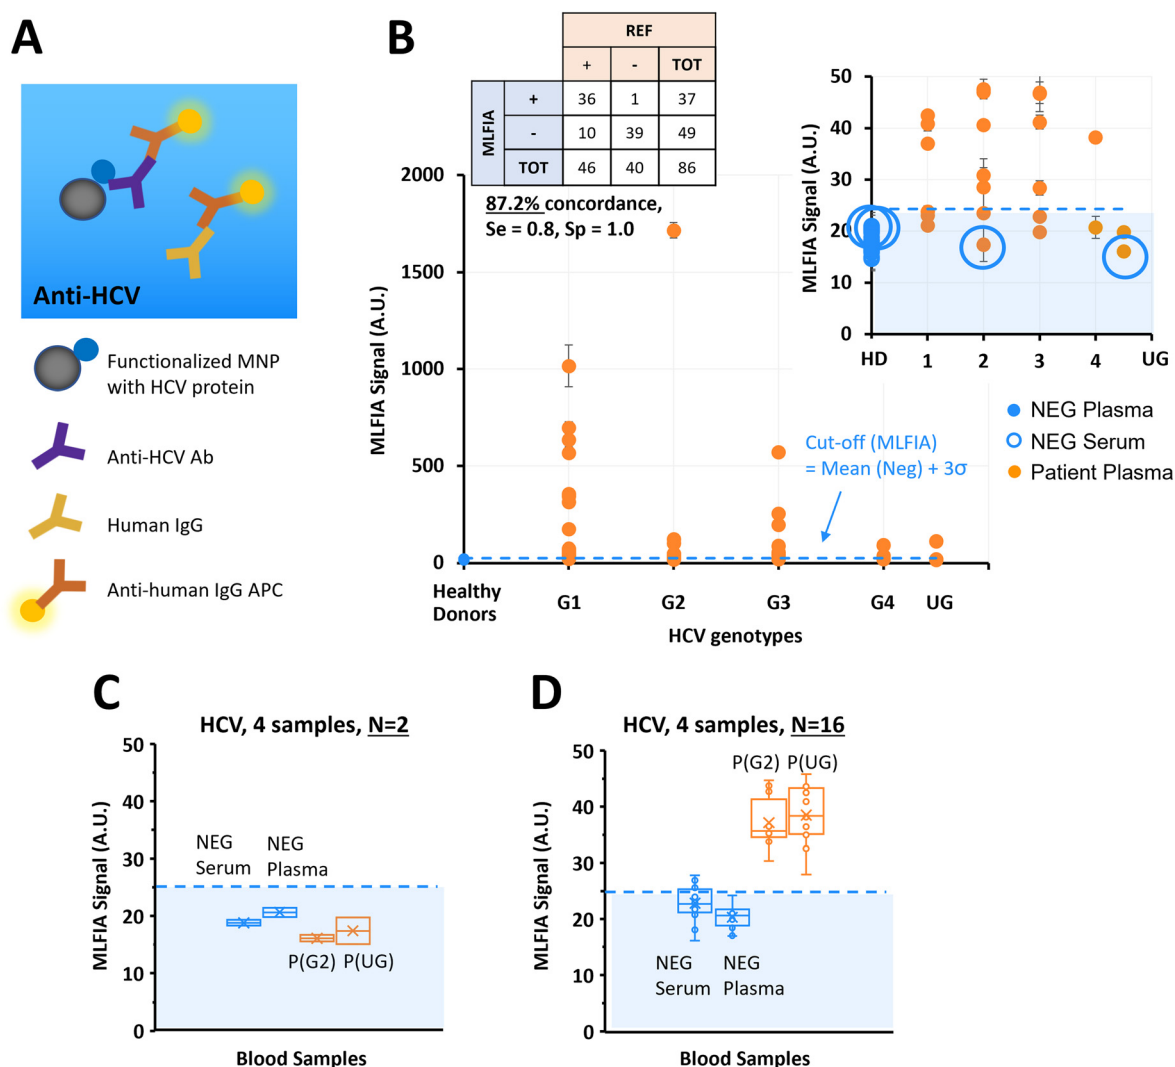 A
Anti-HCV
Functionalized MNP
with HCV protein
Anti-HCV Ab
Human IgG
Anti-human IgG APC
B
REF
+ - TOT
MLFIA
+ 36 1 37
- 10 39 49
TOT 46 40 86
87.2% concordance,
Se = 0.8, Sp = 1.0
MLFIA Signal (A.U.)
2000
1500
1000
500
0
Healthy
Donors
G1 G2 G3 G4 UG
HCV genotypes
Cut-off (MLFIA)
= Mean (Neg) + 3σ
MLFIA Signal (A.U.)
50
40
30
20
10
0
HD 1 2 3 4 UG
NEG Plasma
NEG Serum
Patient Plasma
C
HCV, 4 samples, N=2
MLFIA Signal (A.U.)
50
40
30
25
20
10
0
NEG
Serum
NEG
Plasma
P(G2) P(UG)
Blood Samples
D
HCV, 4 samples, N=16
MLFIA Signal (A.U.)
50
40
30
20
10
0
P(G2) P(UG)
NEG
Serum
NEG
Plasma
Blood Samples